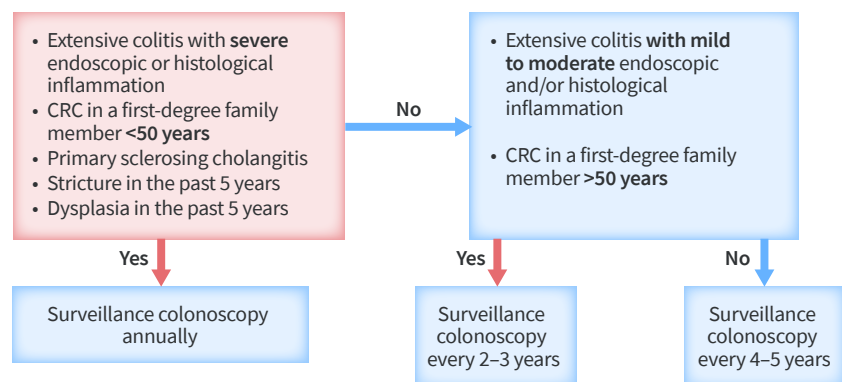 • Extensive colitis with severe
endoscopic or histological
inflammation
• CRC in a first-degree family
member <50 years
• Primary sclerosing cholangitis
• Stricture in the past 5 years
• Dysplasia in the past 5 years
No
• Extensive colitis with mild
to moderate endoscopic
and/or histological
inflammation
• CRC in a first-degree family
member >50 years
Yes
Yes
No
Surveillance colonoscopy
annually
Surveillance
colonoscopy
every 2–3 years
Surveillance
colonoscopy
every 4–5 years